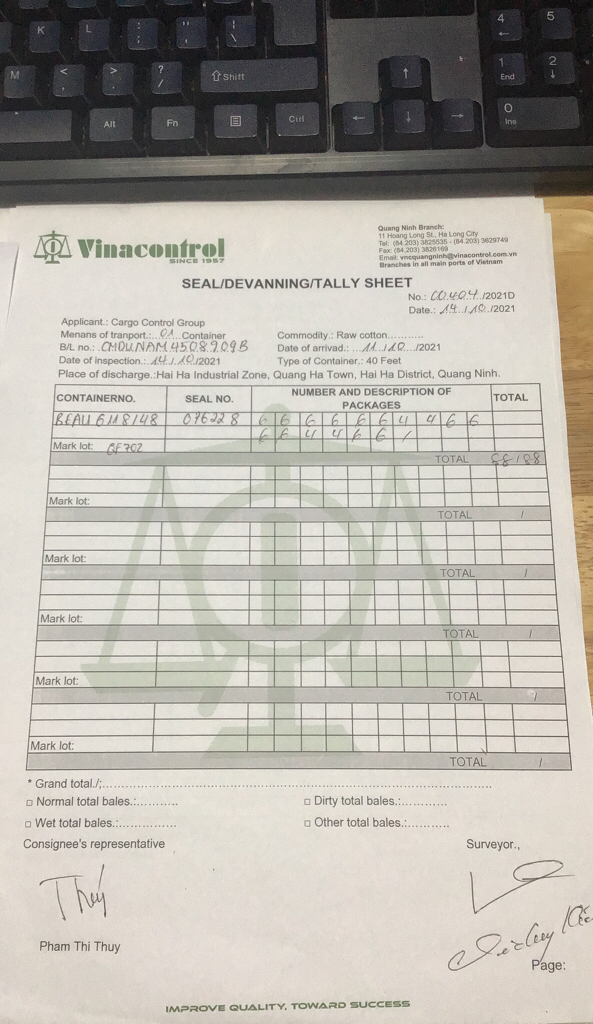 K L : ; " ' | \ 4 ← 5
M < , > . ? / ⇧ Shift ↑ 1 End 2 ↓
Alt Fn Ctrl ← ↓ → 0 Ins
Vinacontrol
SINCE 1957
Quang Ninh Branch:
11 Hoang Long St., Ha Long City
Tel: (84.203) 3825535 - (84.203) 3629749
Fax: (84.203) 3826169
Email: vncquangninh@vinacontrol.com.vn
Branches in all main ports of Vietnam
SEAL/DEVANNING/TALLY SHEET
No.: CO404/2021D
Date.: 14/10/2021
Applicant.: Cargo Control Group
Menans of tranport.: 01 Container Commodity.: Raw cotton
B/L no.: Date of arrivad.: 11/10/2021
Date of inspection.: 14/10/2021 Type of Container.: 40 Feet
Place of discharge.:Hai Ha Industrial Zone, Quang Ha Town, Hai Ha District, Quang Ninh.
CONTAINERNO. SEAL NO. NUMBER AND DESCRIPTION OF PACKAGES TOTAL
076228 6 6 6 6 6 6 4 4 6 6
6 6 4 4 6 6 /
Mark lot:
TOTAL 88/88
Mark lot:
TOTAL /
Mark lot:
TOTAL /
Mark lot:
TOTAL /
Mark lot:
TOTAL /
Mark lot:
TOTAL /
* Grand total./;
□ Normal total bales.: □ Dirty total bales.:
□ Wet total bales.: □ Other total bales.:
Consignee's representative Surveyor.,
Thúy
Pham Thi Thuy
Page:
IMPROVE QUALITY, TOWARD SUCCESS